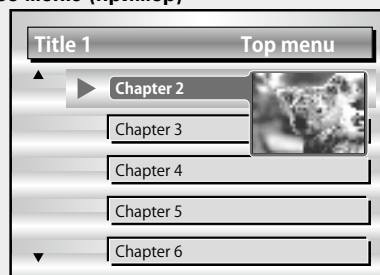 меню (пример)
Title 1 Top menu
Chapter 2
Chapter 3
Chapter 4
Chapter 5
Chapter 6